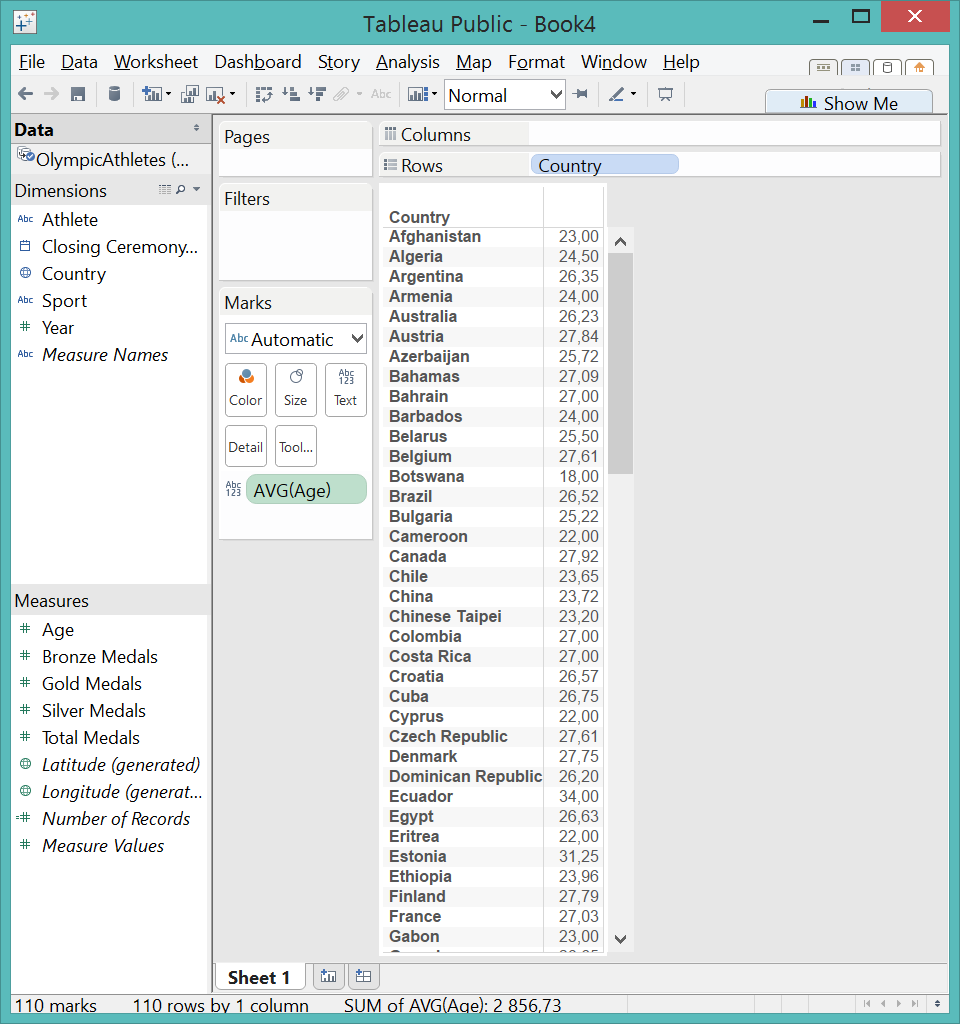 Tableau Public - Book4
File Data Worksheet Dashboard Story Analysis Map Format Window Help
Abc Normal Show Me
Data
OlympicAthletes (...
Dimensions
Abc Athlete
Closing Ceremony...
Country
Abc Sport
Year
Abc Measure Names
Measures
Age
Bronze Medals
Gold Medals
Silver Medals
Total Medals
Latitude (generated)
Longitude (generat...
Number of Records
Measure Values
Pages
Filters
Marks
Abc Automatic
Color Size Abc 123 Text
Detail Tool...
Abc 123 AVG(Age)
Columns
Rows Country
Country
Afghanistan 23,00
Algeria 24,50
Argentina 26,35
Armenia 24,00
Australia 26,23
Austria 27,84
Azerbaijan 25,72
Bahamas 27,09
Bahrain 27,00
Barbados 24,00
Belarus 25,50
Belgium 27,61
Botswana 18,00
Brazil 26,52
Bulgaria 25,22
Cameroon 22,00
Canada 27,92
Chile 23,65
China 23,72
Chinese Taipei 23,20
Colombia 27,00
Costa Rica 27,00
Croatia 26,57
Cuba 26,75
Cyprus 22,00
Czech Republic 27,61
Denmark 27,75
Dominican Republic 26,20
Ecuador 34,00
Egypt 26,63
Eritrea 22,00
Estonia 31,25
Ethiopia 23,96
Finland 27,79
France 27,03
Gabon 23,00
Sheet 1
110 marks 110 rows by 1 column SUM of AVG(Age): 2 856,73